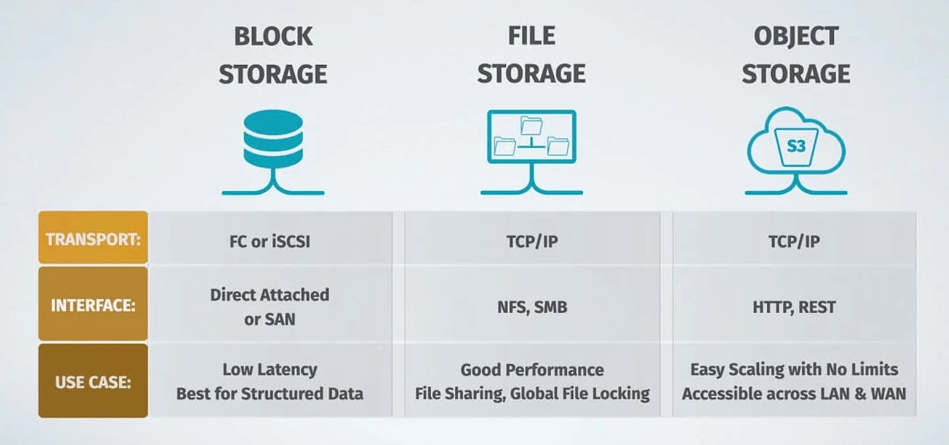 BLOCK
STORAGE
FILE
STORAGE
OBJECT
STORAGE
S3
TRANSPORT:
FC or iSCSI
TCP/IP
TCP/IP
INTERFACE:
Direct Attached
or SAN
NFS, SMB
HTTP, REST
USE CASE:
Low Latency
Best for Structured Data
Good Performance
File Sharing, Global File Locking
Easy Scaling with No Limits
Accessible across LAN & WAN